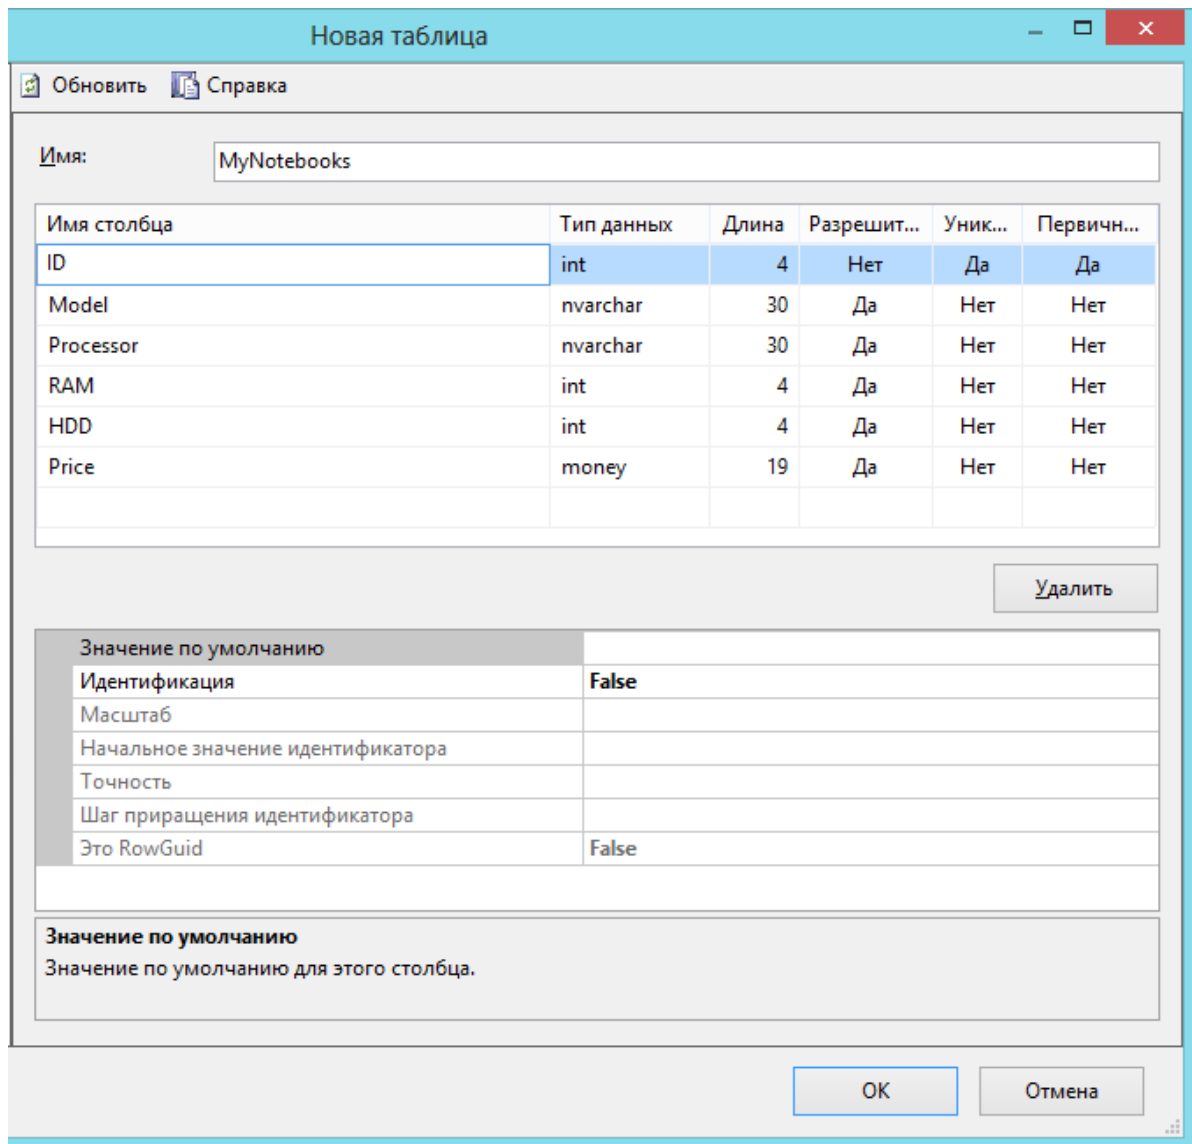 Новая таблица
Обновить Справка
Имя: MyNotebooks
Имя столбца Тип данных Длина Разрешит... Уник... Первичн...
ID int 4 Нет Да Да
Model nvarchar 30 Да Нет Нет
Processor nvarchar 30 Да Нет Нет
RAM int 4 Да Нет Нет
HDD int 4 Да Нет Нет
Price money 19 Да Нет Нет
Удалить
Значение по умолчанию
Идентификация False
Масштаб
Начальное значение идентификатора
Точность
Шаг приращения идентификатора
Это RowGuid False
Значение по умолчанию
Значение по умолчанию для этого столбца.
OK Отмена